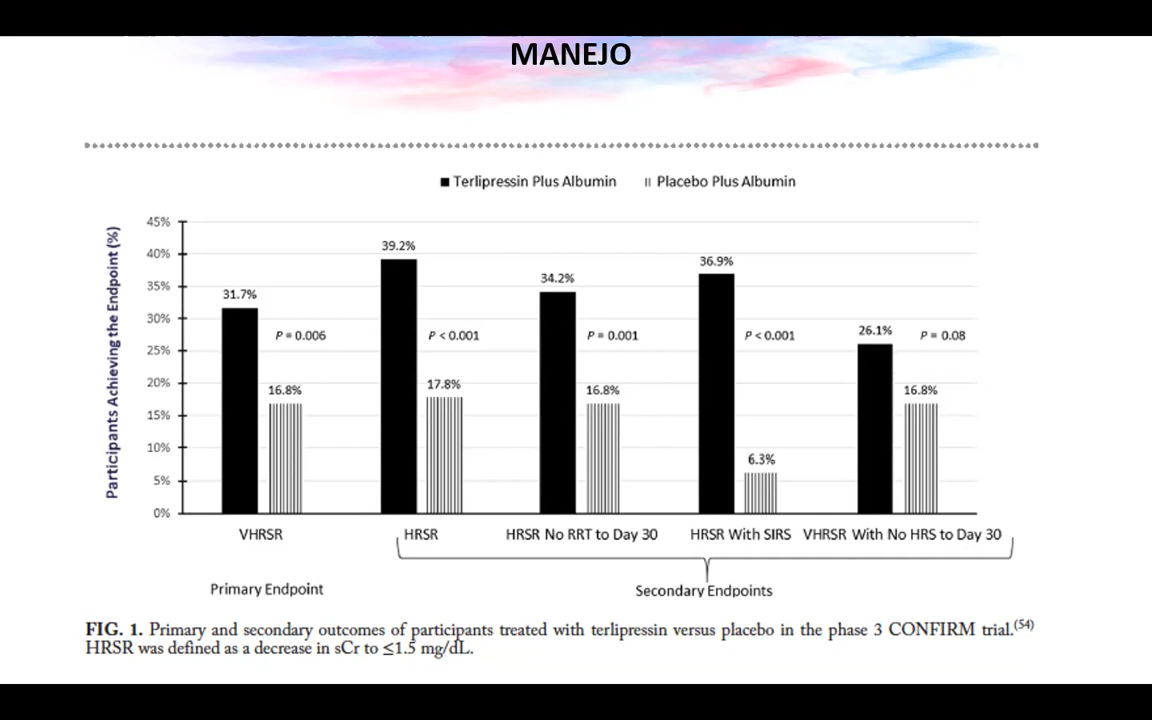 MANEJO
Terlipressin Plus Albumin
Placebo Plus Albumin
Participants Achieving the Endpoint (%)
45%
40%
35%
30%
25%
20%
15%
10%
5%
0%
31.7%
P = 0.006
16.8%
39.2%
P < 0.001
17.8%
34.2%
P = 0.001
16.8%
36.9%
P < 0.001
6.3%
26.1%
P = 0.08
16.8%
VHRSR
HRSR
HRSR No RRT to Day 30
HRSR With SIRS
VHRSR With No HRS to Day 30
Primary Endpoint
Secondary Endpoints
FIG. 1. Primary and secondary outcomes of participants treated with terlipressin versus placebo in the phase 3 CONFIRM trial.(54)
HRSR was defined as a decrease in sCr to ≤1.5 mg/dL.